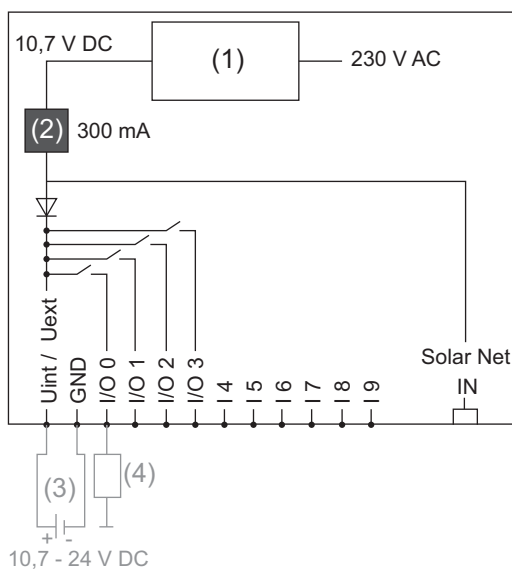 10,7 V DC
(1)
230 V AC
(2)
300 mA
Uint / Uext
GND
I/O 0
I/O 1
I/O 2
I/O 3
I 4
I 5
I 6
I 7
I 8
I 9
Solar Net
IN
(3)
(4)
+ -
10,7 - 24 V DC